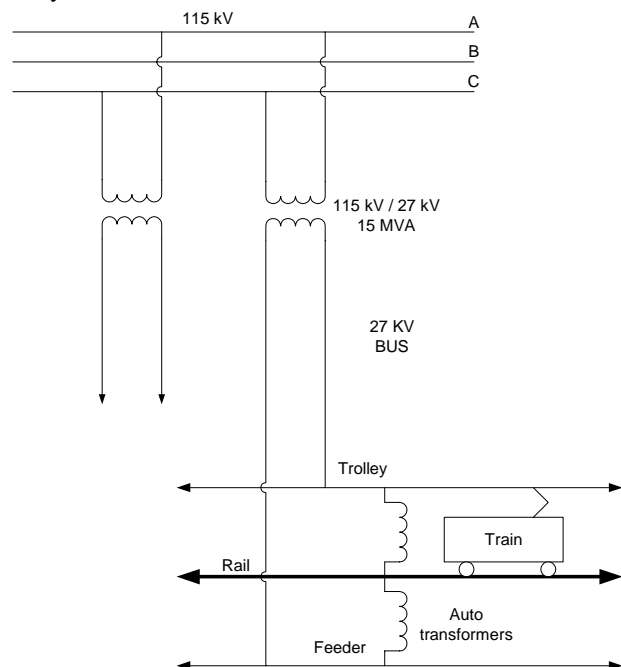 115 kV
A
B
C
115 kV / 27 kV
15 MVA
27 KV
BUS
Trolley
Train
Rail
Auto
transformers
Feeder